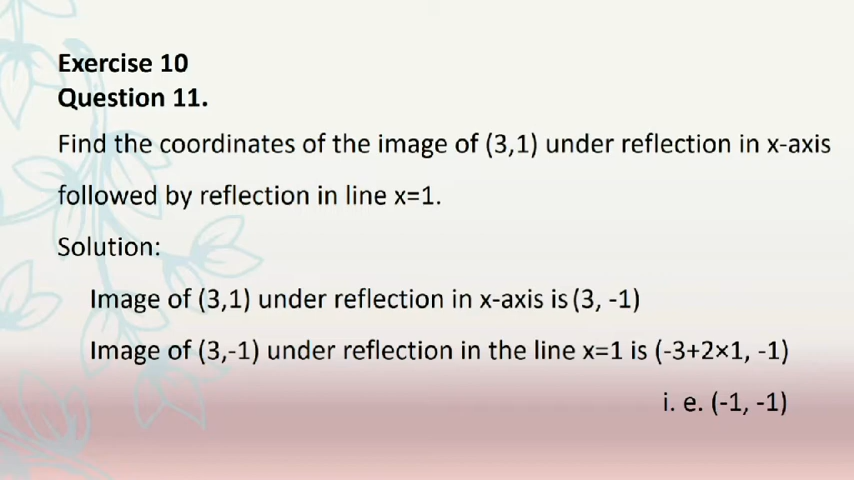 Exercise 10
Question 11.
Find the coordinates of the image of (3,1) under reflection in x-axis
followed by reflection in line x=1.
Solution:
Image of (3,1) under reflection in x-axis is (3, -1)
Image of (3,-1) under reflection in the line x=1 is (-3+2×1, -1)
i. e. (-1, -1)